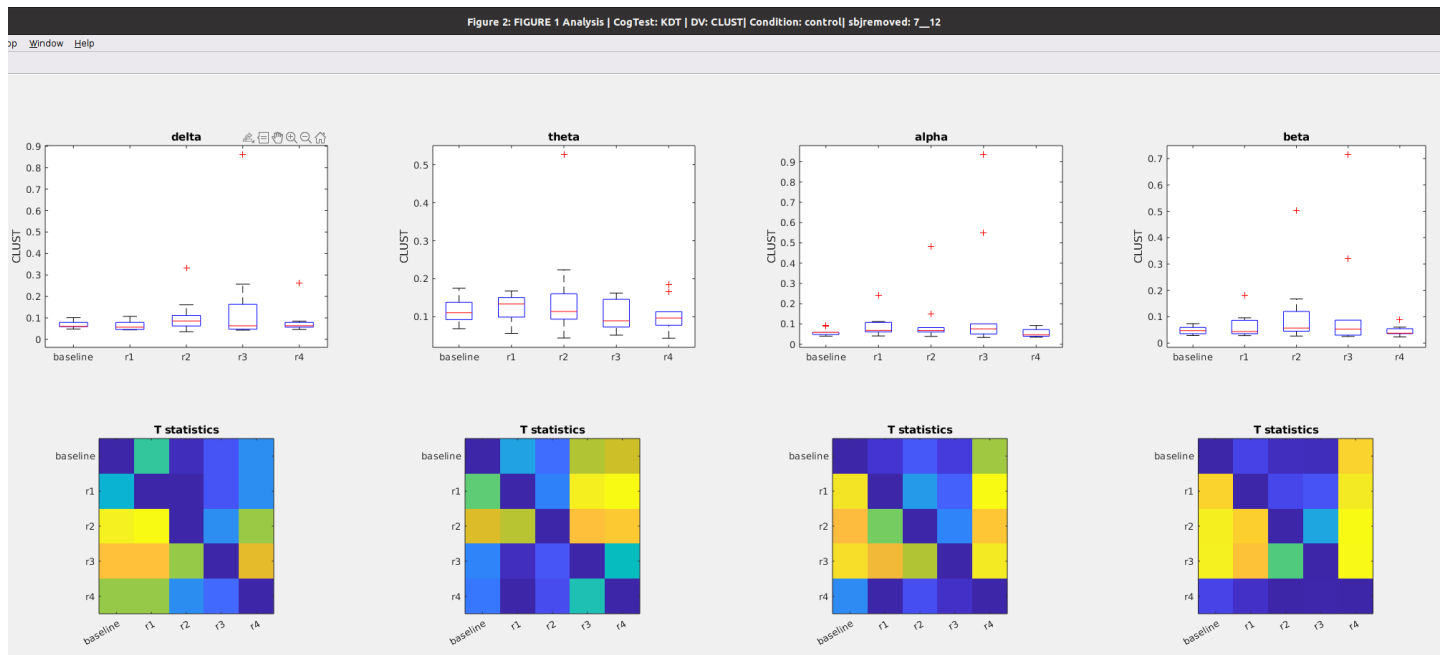 Figure 2: FIGURE 1 Analysis | CogTest: KDT | DV: CLUST| Condition: control| sbjremoved: 7__12
op Window Help
delta
CLUST
0.9
0.8
0.7
0.6
0.5
0.4
0.3
0.2
0.1
0
baseline r1 r2 r3 r4
theta
CLUST
0.5
0.4
0.3
0.2
0.1
baseline r1 r2 r3 r4
alpha
CLUST
0.9
0.8
0.7
0.6
0.5
0.4
0.3
0.2
0.1
0
baseline r1 r2 r3 r4
beta
CLUST
0.7
0.6
0.5
0.4
0.3
0.2
0.1
0
baseline r1 r2 r3 r4
T statistics
baseline
r1
r2
r3
r4
baseline r1 r2 r3 r4
T statistics
baseline
r1
r2
r3
r4
baseline r1 r2 r3 r4
T statistics
baseline
r1
r2
r3
r4
baseline r1 r2 r3 r4
T statistics
baseline
r1
r2
r3
r4
baseline r1 r2 r3 r4